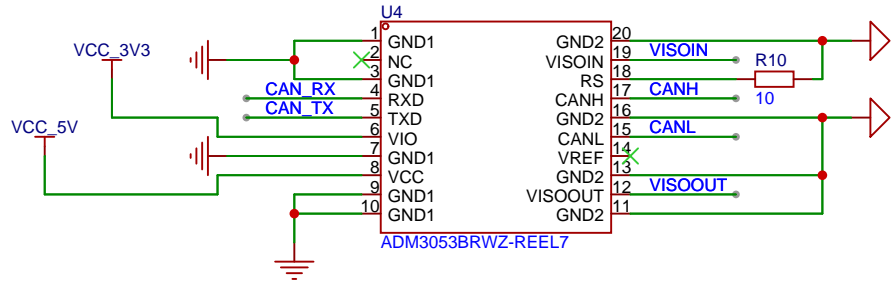 U4
1 GND1 GND2 20
VCC_3V3 2 NC VISOIN 19 VISOIN R10
3 GND1 RS 18
CAN_RX 4 RXD CANH 17 CANH 10
CAN_TX 5 TXD GND2 16
VCC_5V 6 VIO CANL 15 CANL
7 GND1 VREF 14
8 VCC GND2 13
9 GND1 VISOOUT 12 VISOOUT
10 GND1 GND2 11
ADM3053BRWZ-REEL7